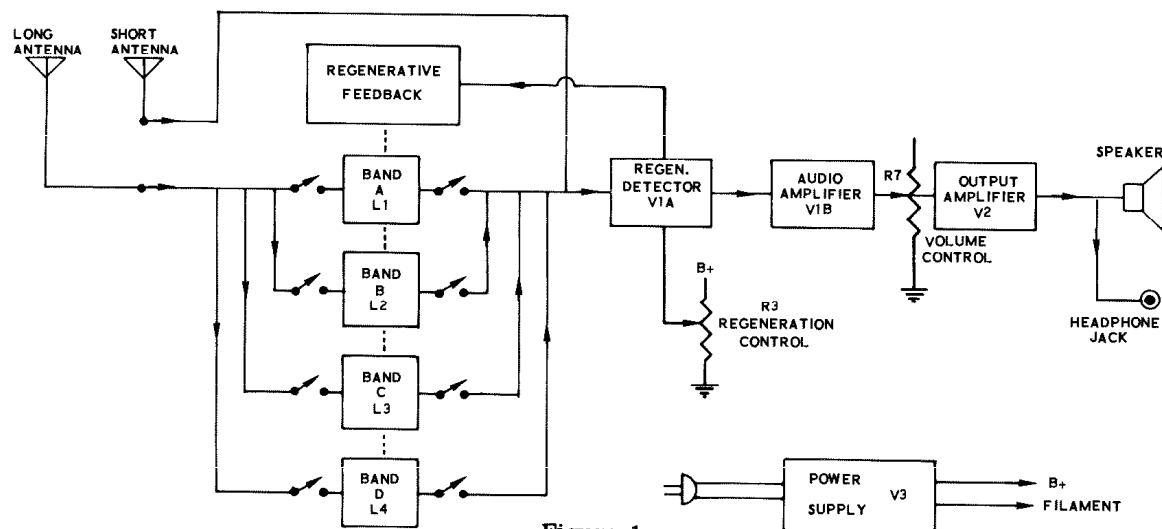 LONG
ANTENNA
SHORT
ANTENNA
REGENERATIVE
FEEDBACK
BAND
A
L1
BAND
B
L2
BAND
C
L3
BAND
D
L4
REGEN.
DETECTOR
V1A
AUDIO
AMPLIFIER
V1B
R7
VOLUME
CONTROL
OUTPUT
AMPLIFIER
V2
SPEAKER
HEADPHONE
JACK
B+
R3
REGENERATION
CONTROL
POWER
SUPPLY
V3
B+
FILAMENT
Figure 1